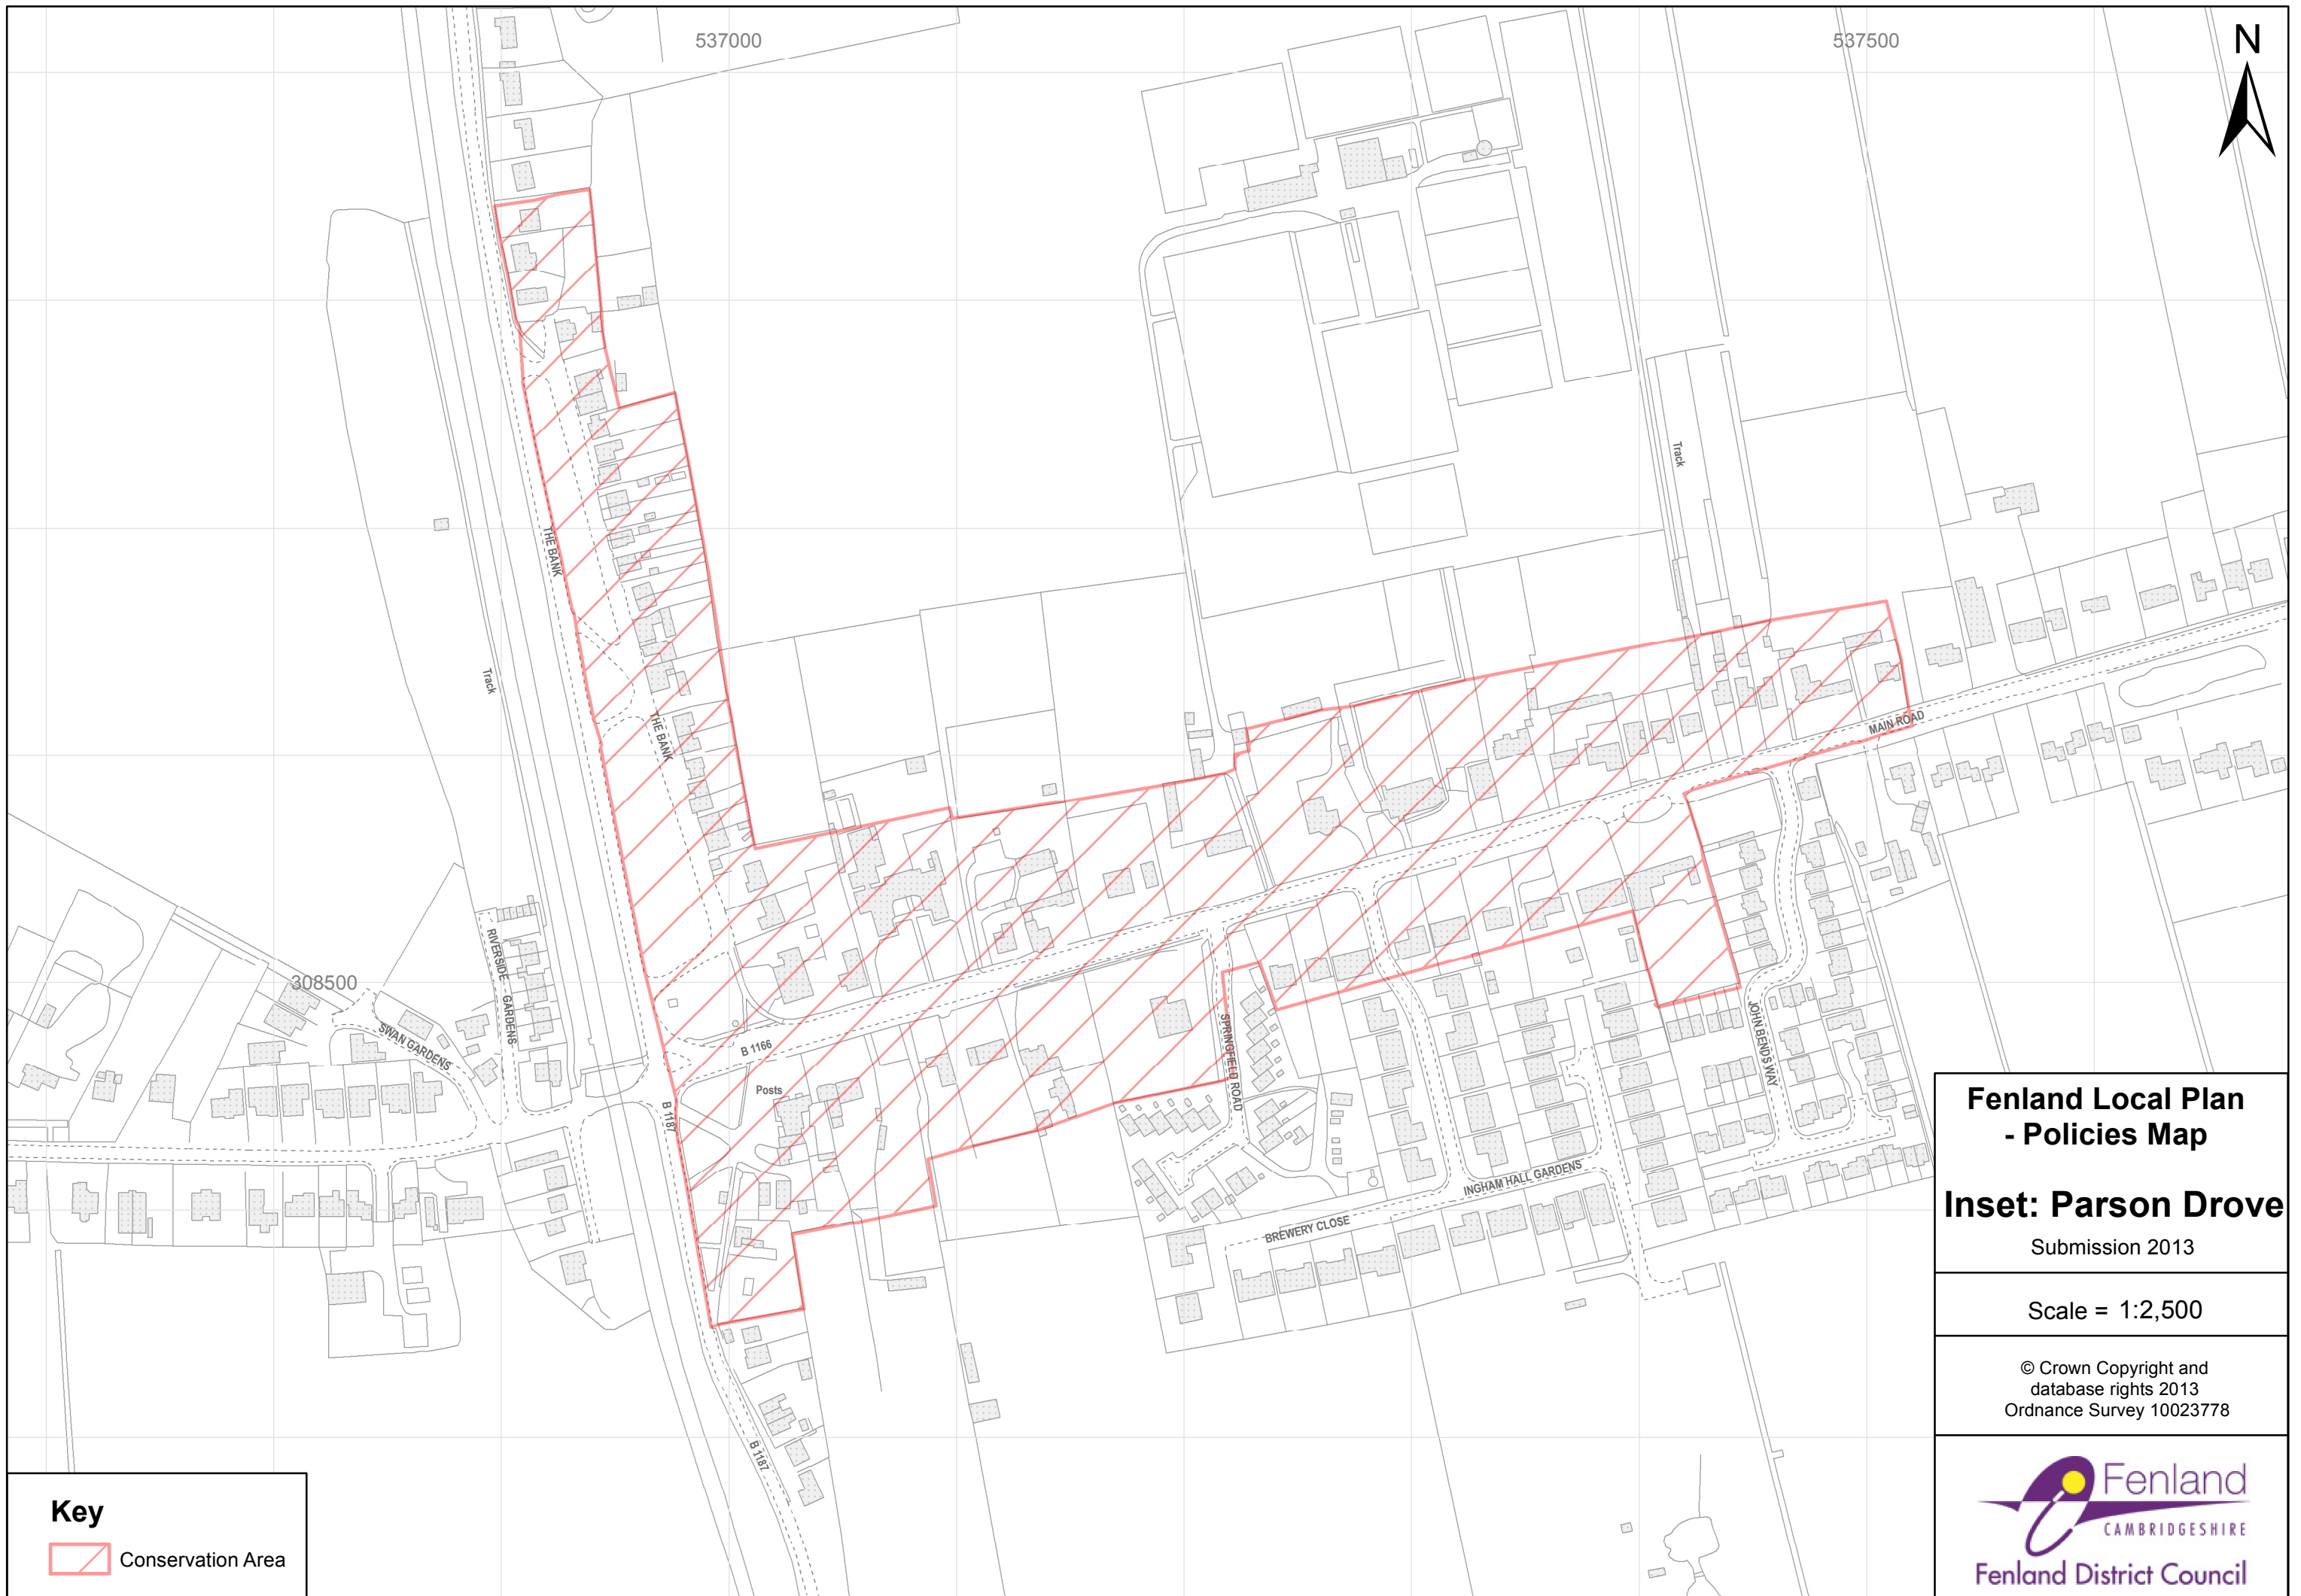 537000
537500
N
Track
THE BANK
Track
THE BANK
MAIN ROAD
308500
RIVERSIDE GARDENS
SWAN GARDENS
B 1166
Posts
B 1187
SPRINGFIELD ROAD
JOHN BENDS WAY
INGHAM HALL GARDENS
BREWERY CLOSE
B 1187
Fenland Local Plan
- Policies Map
Inset: Parson Drove
Submission 2013
Scale = 1:2,500
© Crown Copyright and
database rights 2013
Ordnance Survey 10023778
Fenland
CAMBRIDGESHIRE
Fenland District Council
Key
Conservation Area